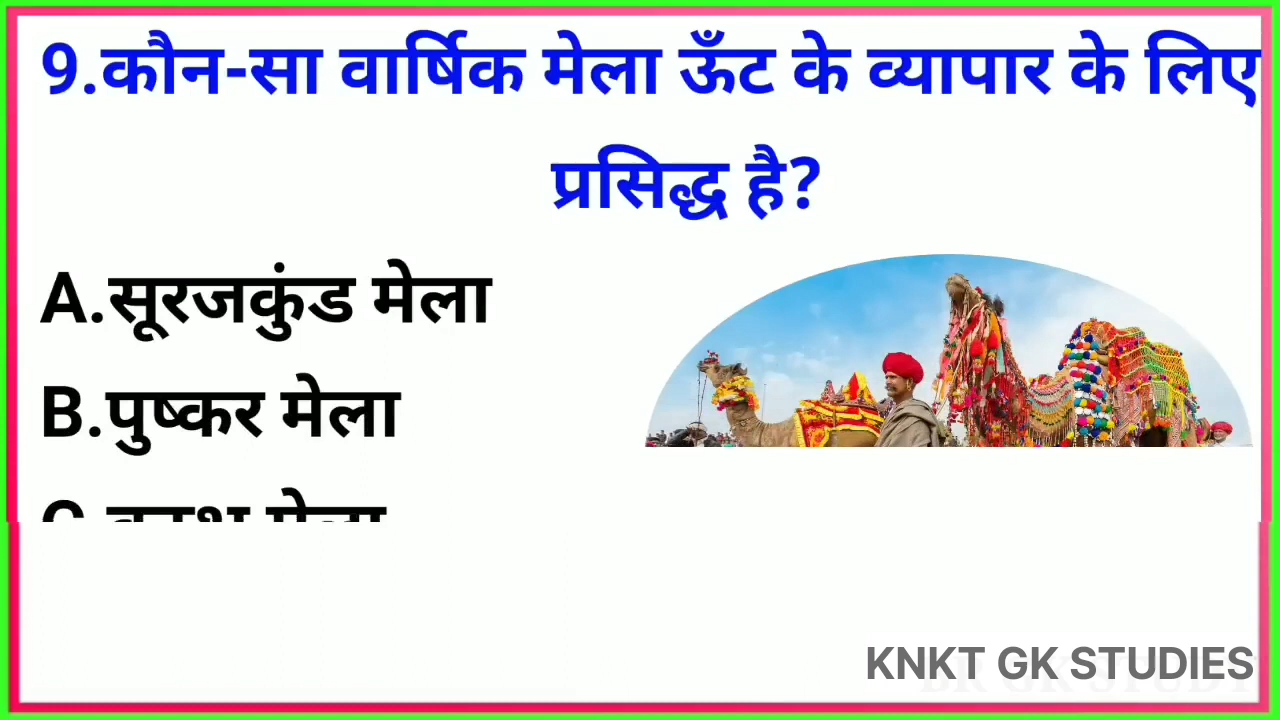 9.कौन-सा वार्षिक मेला ऊँट के व्यापार के लिए
प्रसिद्ध है?
A.सूरजकुंड मेला
B.पुष्कर मेला
मेला
KNKT GK STUDIES